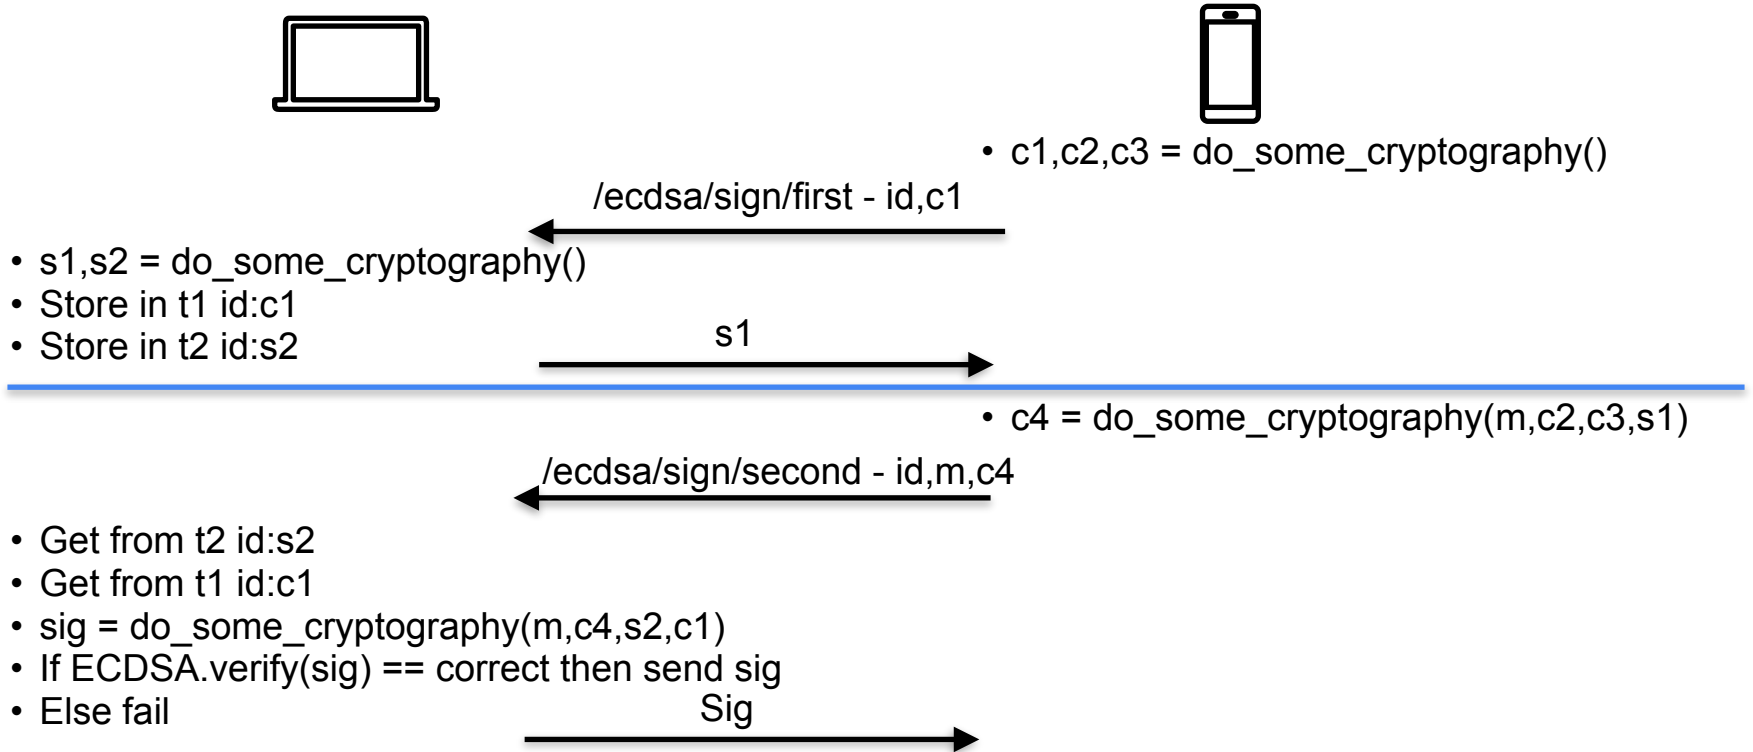 • c1,c2,c3 = do_some_cryptography()
/ecdsa/sign/first - id,c1
• s1,s2 = do_some_cryptography()
• Store in t1 id:c1
• Store in t2 id:s2
s1
• c4 = do_some_cryptography(m,c2,c3,s1)
/ecdsa/sign/second - id,m,c4
• Get from t2 id:s2
• Get from t1 id:c1
• sig = do_some_cryptography(m,c4,s2,c1)
• If ECDSA.verify(sig) == correct then send sig
• Else fail
Sig